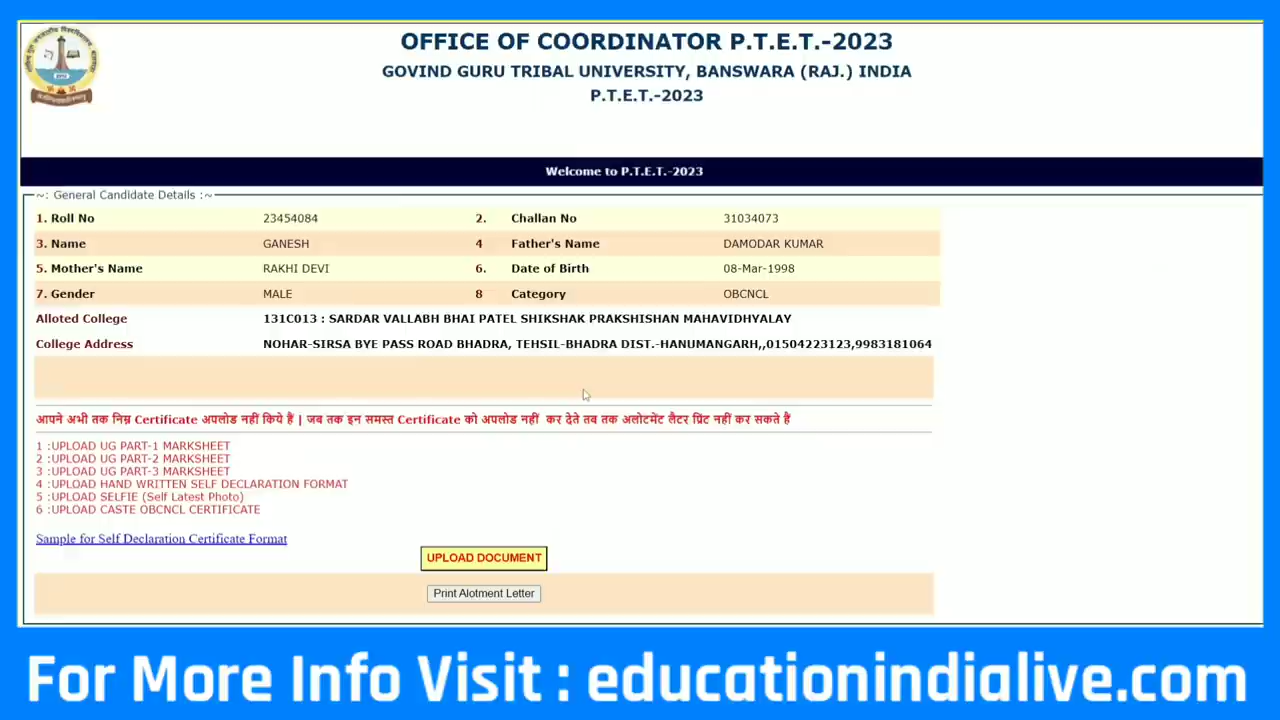 OFFICE OF COORDINATOR P.T.E.T.-2023
GOVIND GURU TRIBAL UNIVERSITY, BANSWARA (RAJ.) INDIA
P.T.E.T.-2023
Welcome to P.T.E.T.-2023
~: General Candidate Details :~
1. Roll No 23454084 2. Challan No 31034073
3. Name GANESH 4 Father's Name DAMODAR KUMAR
5. Mother's Name RAKHI DEVI 6. Date of Birth 08-Mar-1998
7. Gender MALE 8 Category OBCNCL
Alloted College 131C013 : SARDAR VALLABH BHAI PATEL SHIKSHAK PRAKSHISHAN MAHAVIDHYALAY
College Address NOHAR-SIRSA BYE PASS ROAD BHADRA, TEHSIL-BHADRA DIST.-HANUMANGARH,,01504223123,9983181064
आपने अभी तक निम्न Certificate अपलोड नहीं किये हैं | जब तक इन समस्त Certificate को अपलोड नहीं कर देते तब तक अलोटमेंट लैटर प्रिंट नहीं कर सकते है
1 :UPLOAD UG PART-1 MARKSHEET
2 :UPLOAD UG PART-2 MARKSHEET
3 :UPLOAD UG PART-3 MARKSHEET
4 :UPLOAD HAND WRITTEN SELF DECLARATION FORMAT
5 :UPLOAD SELFIE (Self Latest Photo)
6 :UPLOAD CASTE OBCNCL CERTIFICATE
Sample for Self Declaration Certificate Format
UPLOAD DOCUMENT
Print Alotment Letter
For More Info Visit : educationindialive.com